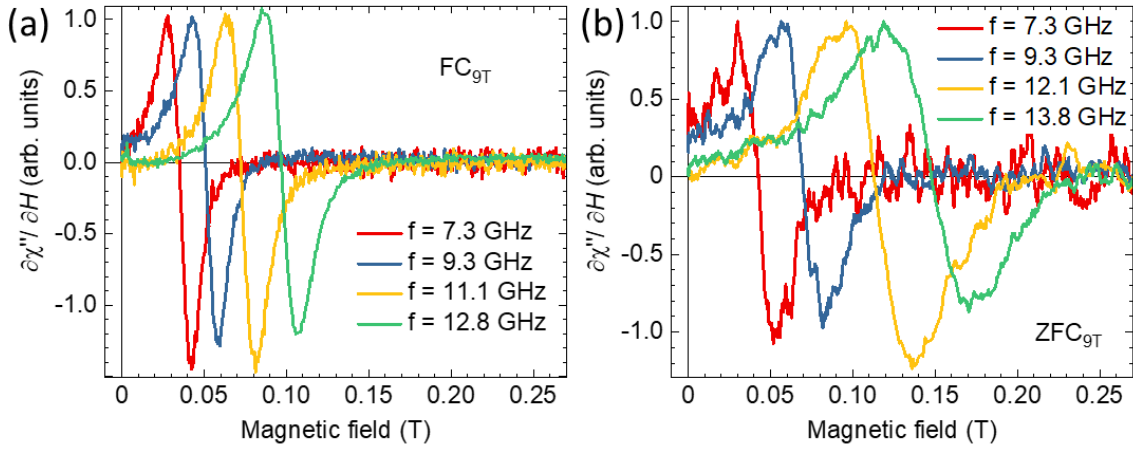 (a)
FC9T
∂χ''/ ∂H (arb. units)
1.0
0.5
0.0
-0.5
-1.0
f = 7.3 GHz
f = 9.3 GHz
f = 11.1 GHz
f = 12.8 GHz
0 0.05 0.10 0.15 0.20 0.25
Magnetic field (T)
(b)
f = 7.3 GHz
f = 9.3 GHz
f = 12.1 GHz
f = 13.8 GHz
∂χ''/ ∂H (arb. units)
1.0
0.5
0
-0.5
-1.0
ZFC9T
0 0.05 0.10 0.15 0.20 0.25
Magnetic field (T)